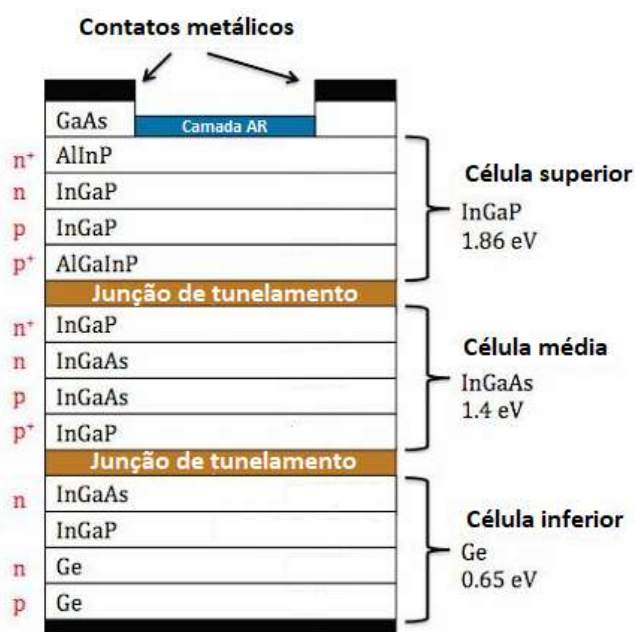 Contatos metálicos
GaAs
Camada AR
n⁺ AlInP
n InGaP
p InGaP
p⁺ AlGaInP
Célula superior
InGaP
1.86 eV
Junção de tunelamento
n⁺ InGaP
n InGaAs
p InGaAs
p⁺ InGaP
Célula média
InGaAs
1.4 eV
Junção de tunelamento
n InGaAs
InGaP
n Ge
p Ge
Célula inferior
Ge
0.65 eV